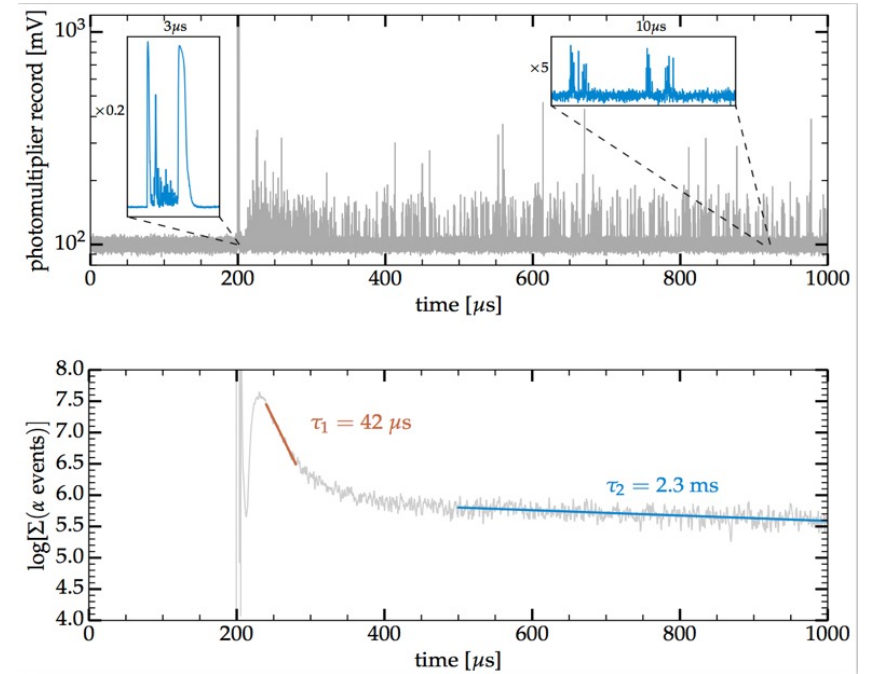 photomultiplier record [mV]
10³
10²
3μs
×0.2
10μs
×5
0 200 400 600 800 1000
time [μs]
log[Σ(α events)]
8.0
7.5
7.0
6.5
6.0
5.5
5.0
4.5
4.0
τ₁ = 42 μs
τ₂ = 2.3 ms
0 200 400 600 800 1000
time [μs]